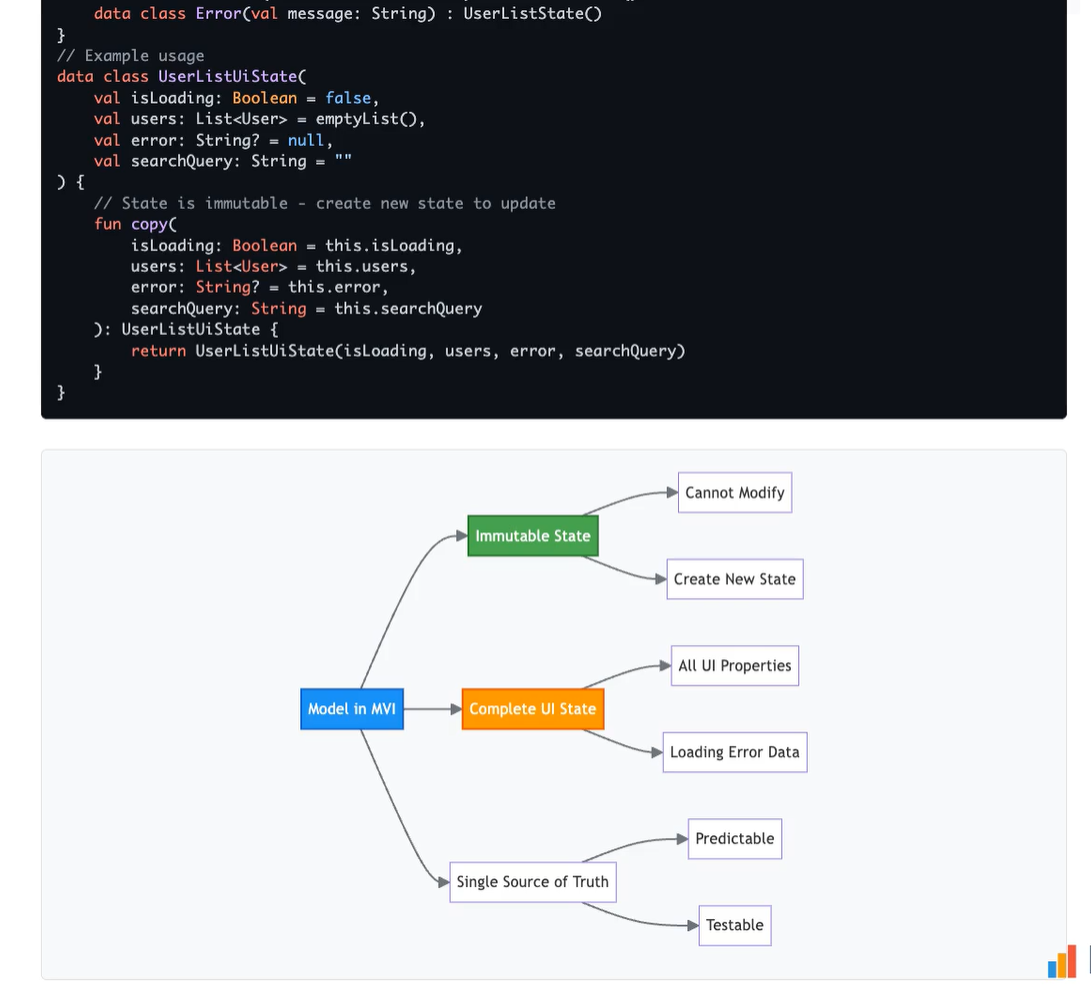 data class Error(val message: String) : UserListState()
}
// Example usage
data class UserListUiState(
    val isLoading: Boolean = false,
    val users: List<User> = emptyList(),
    val error: String? = null,
    val searchQuery: String = ""
) {
    // State is immutable - create new state to update
    fun copy(
        isLoading: Boolean = this.isLoading,
        users: List<User> = this.users,
        error: String? = this.error,
        searchQuery: String = this.searchQuery
    ): UserListUiState {
        return UserListUiState(isLoading, users, error, searchQuery)
    }
}
Cannot Modify
Immutable State
Create New State
All UI Properties
Model in MVI
Complete UI State
Loading Error Data
Predictable
Single Source of Truth
Testable